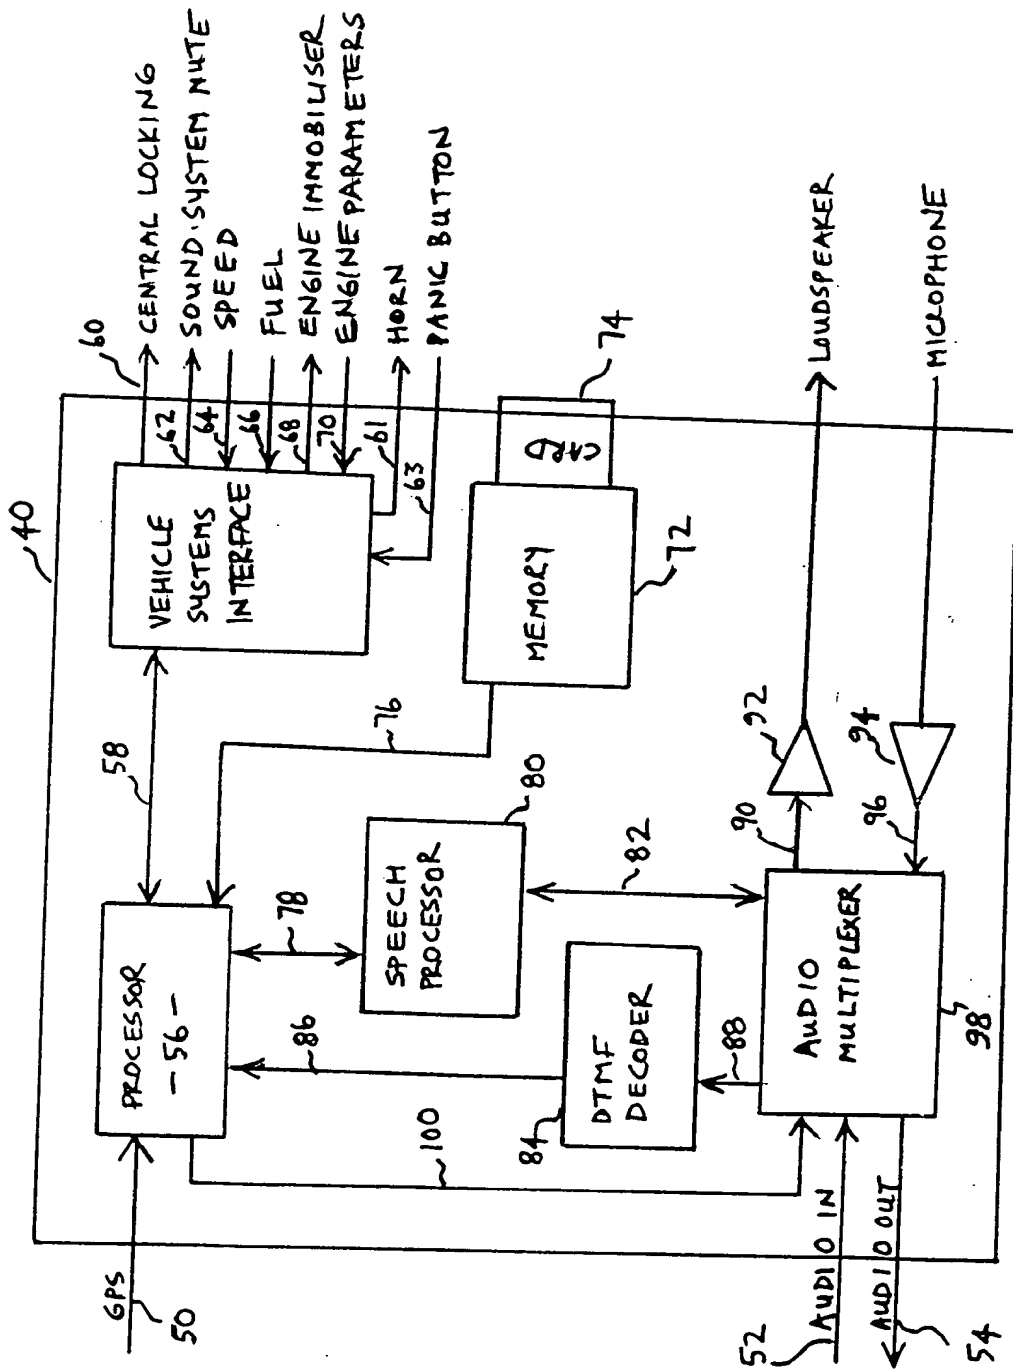 40
GPS
50
PROCESSOR
- 56 -
58
VEHICLE
SYSTEMS
INTERFACE
60
CENTRAL LOCKING
62
SOUND-SYSTEM MUTE
64
SPEED
66
FUEL
68
ENGINE IMMOBILISER
70
ENGINE PARAMETERS
61
HORN
63
PANIC BUTTON
76
MEMORY
72
74
78
SPEECH
PROCESSOR
80
86
100
84
DTMF
DECODER
82
88
90
92
LOUDSPEAKER
94
96
MICROPHONE
AUDIO
MULTIPLEXER
98
52
AUDIO IN
AUDIO OUT
54